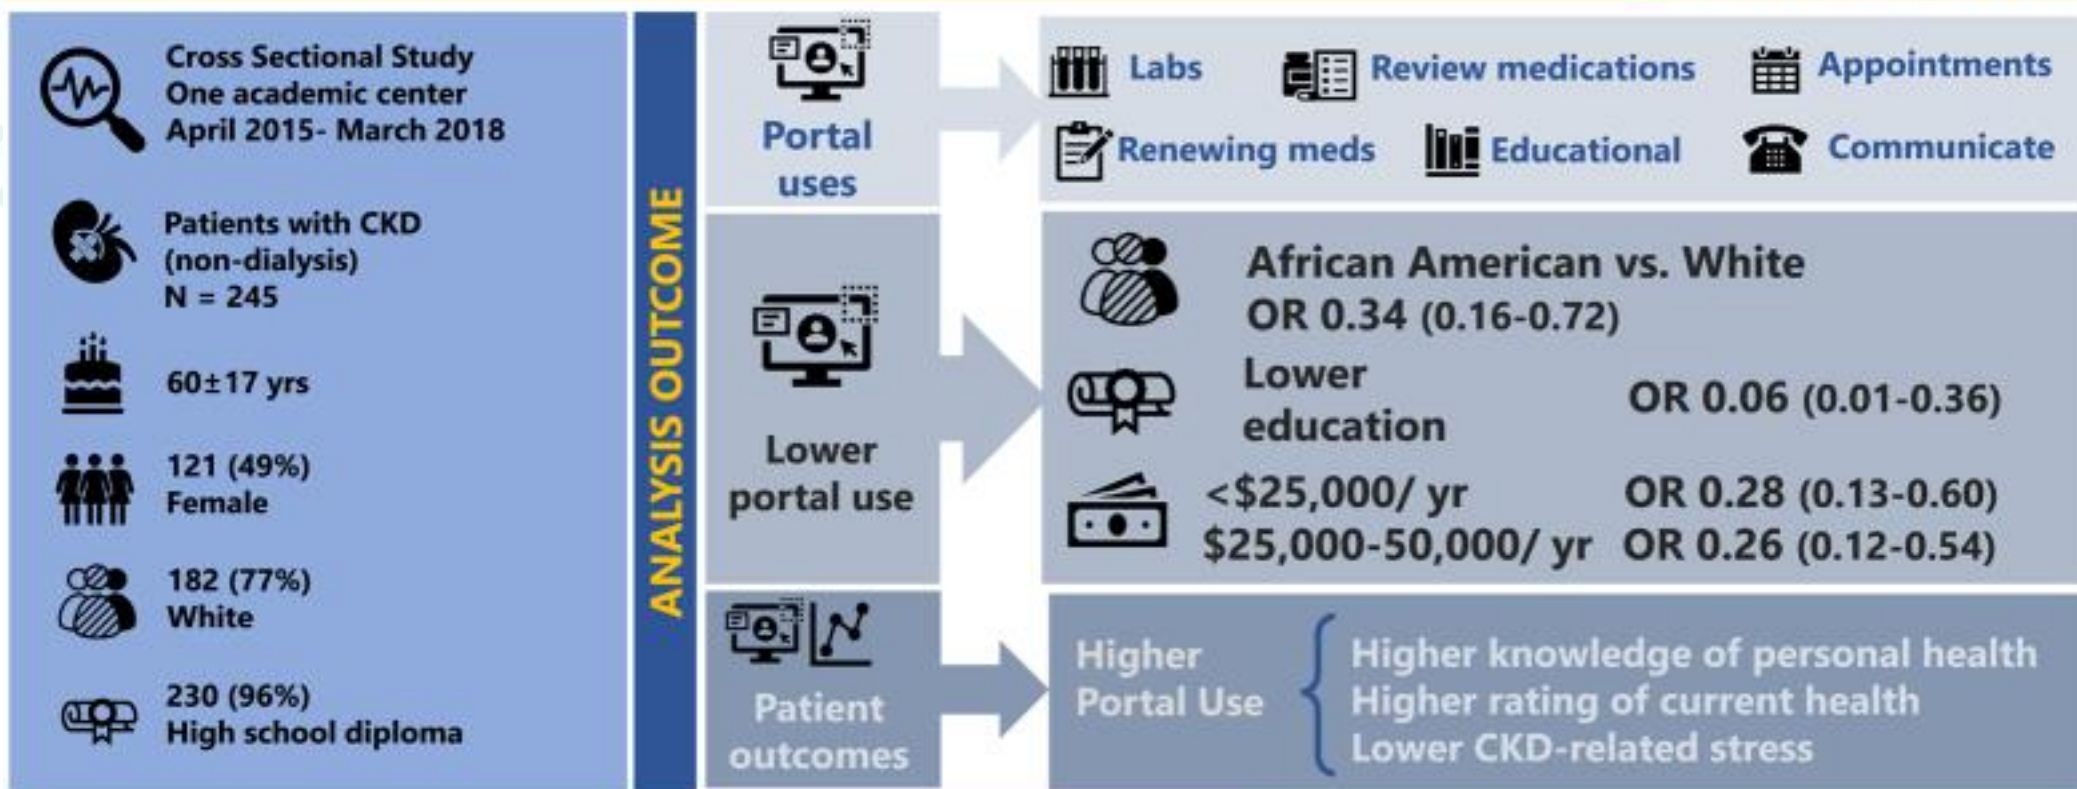 Cross Sectional Study
One academic center
April 2015- March 2018
Patients with CKD
(non-dialysis)
N = 245
60±17 yrs
121 (49%)
Female
182 (77%)
White
230 (96%)
High school diploma
ANALYSIS OUTCOME
Portal
uses
Labs
Review medications
Appointments
Renewing meds
Educational
Communicate
Lower
portal use
African American vs. White
OR 0.34 (0.16-0.72)
Lower
education
OR 0.06 (0.01-0.36)
<$25,000/ yr OR 0.28 (0.13-0.60)
$25,000-50,000/ yr OR 0.26 (0.12-0.54)
Patient
outcomes
Higher
Portal Use
Higher knowledge of personal health
Higher rating of current health
Lower CKD-related stress